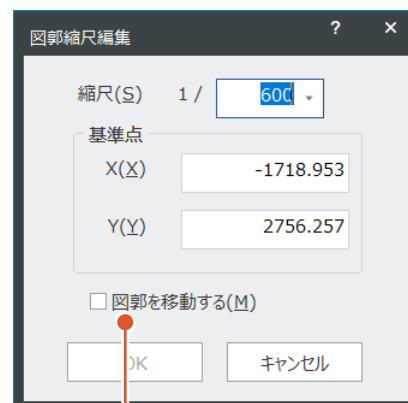 図郭縮尺編集 ? ×
縮尺(S) 1 / 600
基準点
X(X) -1718.953
Y(Y) 2756.257
図郭を移動する(M)
OK キャンセル